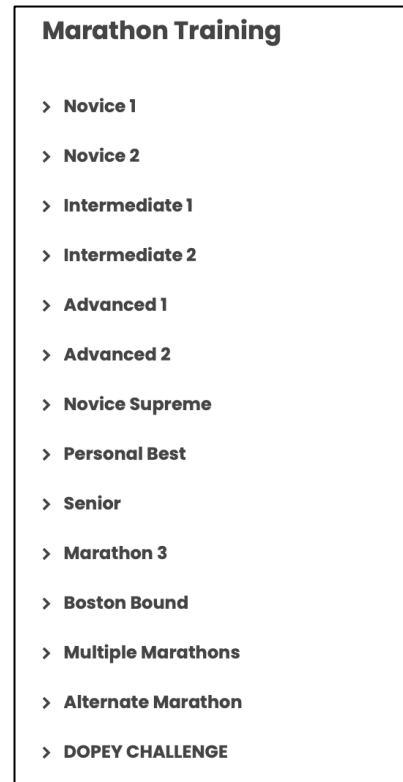 Marathon Training
Novice 1
Novice 2
Intermediate 1
Intermediate 2
Advanced 1
Advanced 2
Novice Supreme
Personal Best
Senior
Marathon 3
Boston Bound
Multiple Marathons
Alternate Marathon
DOPEY CHALLENGE